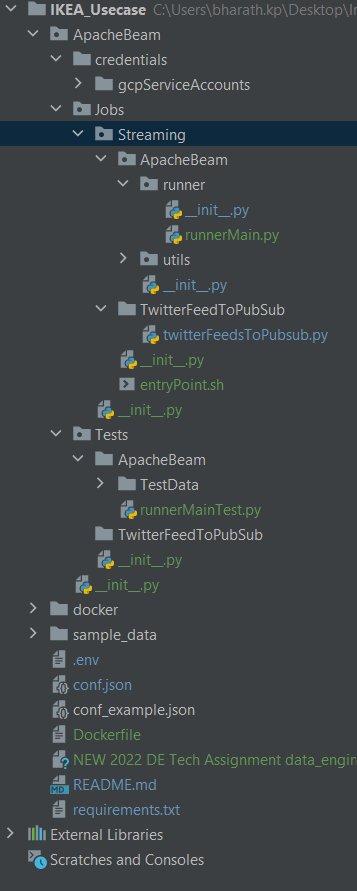 IKEA_Usecase C:\Users\bharath.kp\Desktop\In
ApacheBeam
credentials
gcpServiceAccounts
Jobs
Streaming
ApacheBeam
runner
__init__.py
runnerMain.py
utils
__init__.py
TwitterFeedToPubSub
twitterFeedsToPubsub.py
__init__.py
entryPoint.sh
__init__.py
Tests
ApacheBeam
TestData
runnerMainTest.py
TwitterFeedToPubSub
__init__.py
__init__.py
docker
sample_data
.env
conf.json
conf_example.json
Dockerfile
NEW 2022 DE Tech Assignment data_engin
MD README.md
requirements.txt
External Libraries
Scratches and Consoles